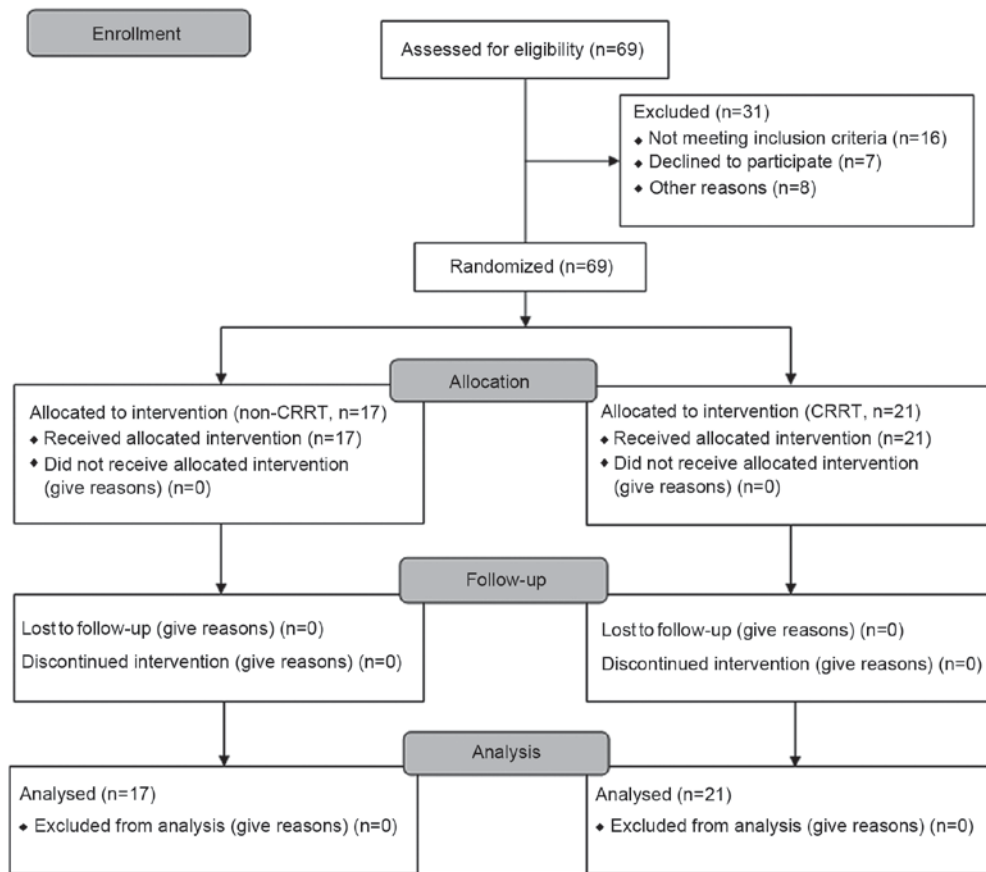 Enrollment
Assessed for eligibility (n=69)
Excluded (n=31)
◆ Not meeting inclusion criteria (n=16)
◆ Declined to participate (n=7)
◆ Other reasons (n=8)
Randomized (n=69)
Allocation
Allocated to intervention (non-CRRT, n=17)
◆ Received allocated intervention (n=17)
◆ Did not receive allocated intervention
(give reasons) (n=0)
Allocated to intervention (CRRT, n=21)
◆ Received allocated intervention (n=21)
◆ Did not receive allocated intervention
(give reasons) (n=0)
Follow-up
Lost to follow-up (give reasons) (n=0)
Discontinued intervention (give reasons) (n=0)
Lost to follow-up (give reasons) (n=0)
Discontinued intervention (give reasons) (n=0)
Analysis
Analysed (n=17)
◆ Excluded from analysis (give reasons) (n=0)
Analysed (n=21)
◆ Excluded from analysis (give reasons) (n=0)